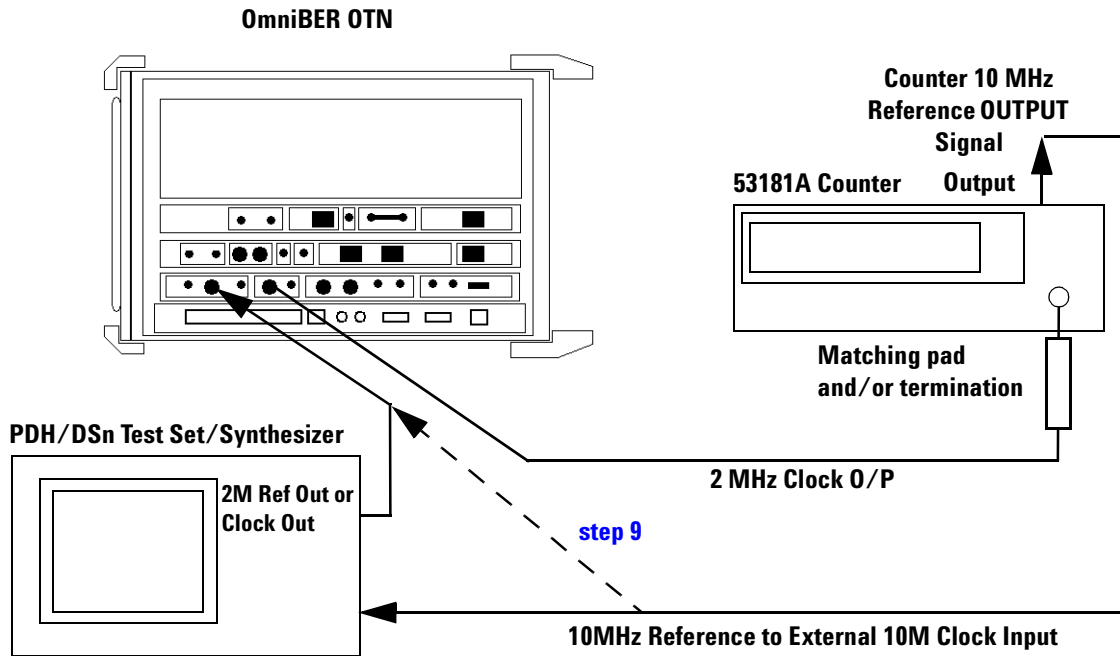 OmniBER OTN
Counter 10 MHz
Reference OUTPUT
Signal
53181A Counter
Output
Matching pad
and/or termination
PDH/DSn Test Set/Synthesizer
2M Ref Out or
Clock Out
2 MHz Clock O/P
step 9
10MHz Reference to External 10M Clock Input